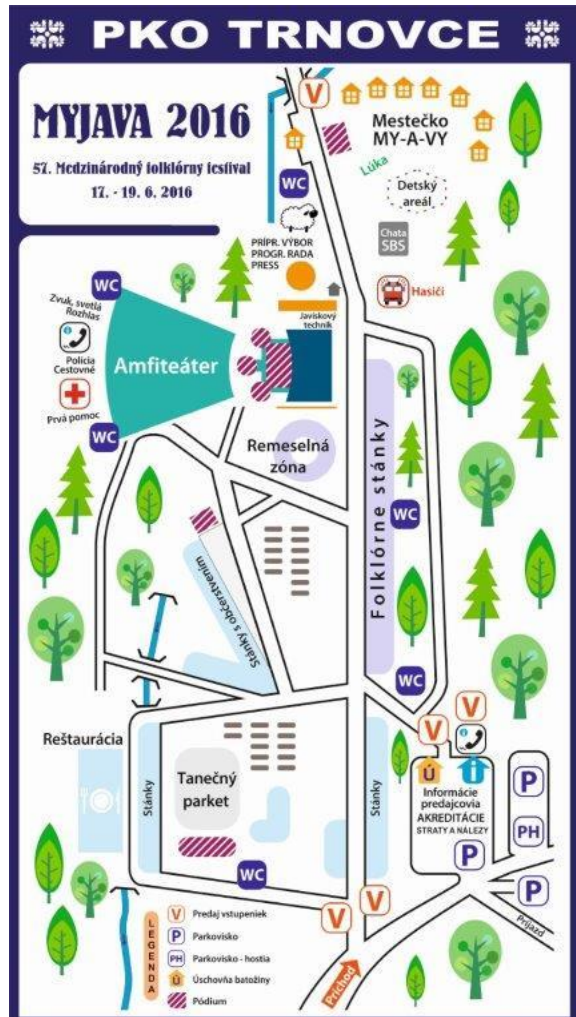 PKO TRNOVCE
MYJAVA 2016
57. Medzinárodný folklórny festival
17. - 19. 6. 2016
V
Mestečko
MY-A-VY
Lúka
Detský
areál
WC
Chata
SBS
PRÍPR. VÝBOR
PROGR. RADA
PRESS
Hasiči
Javiskový
technik
WC
Zvuk, svetlá
Rozhlas
Polícia
Cestovné
Prvá pomoc
WC
Amfiteáter
Remeselná
zóna
Folklórne stánky
WC
WC
Stánky s občerstvením
Reštaurácia
Stánky
Tanečný
parket
Stánky
WC
V
V
Ú
i
Informácie
predajcovia
AKREDITÁCIE
STRATY A NÁLEZY
P
P
PH
P
Príjazd
V
V
Príchod
LEGENDA
V Predaj vstupeniek
P Parkovisko
PH Parkovisko - hostia
Ú Úschovňa batožiny
Pódium